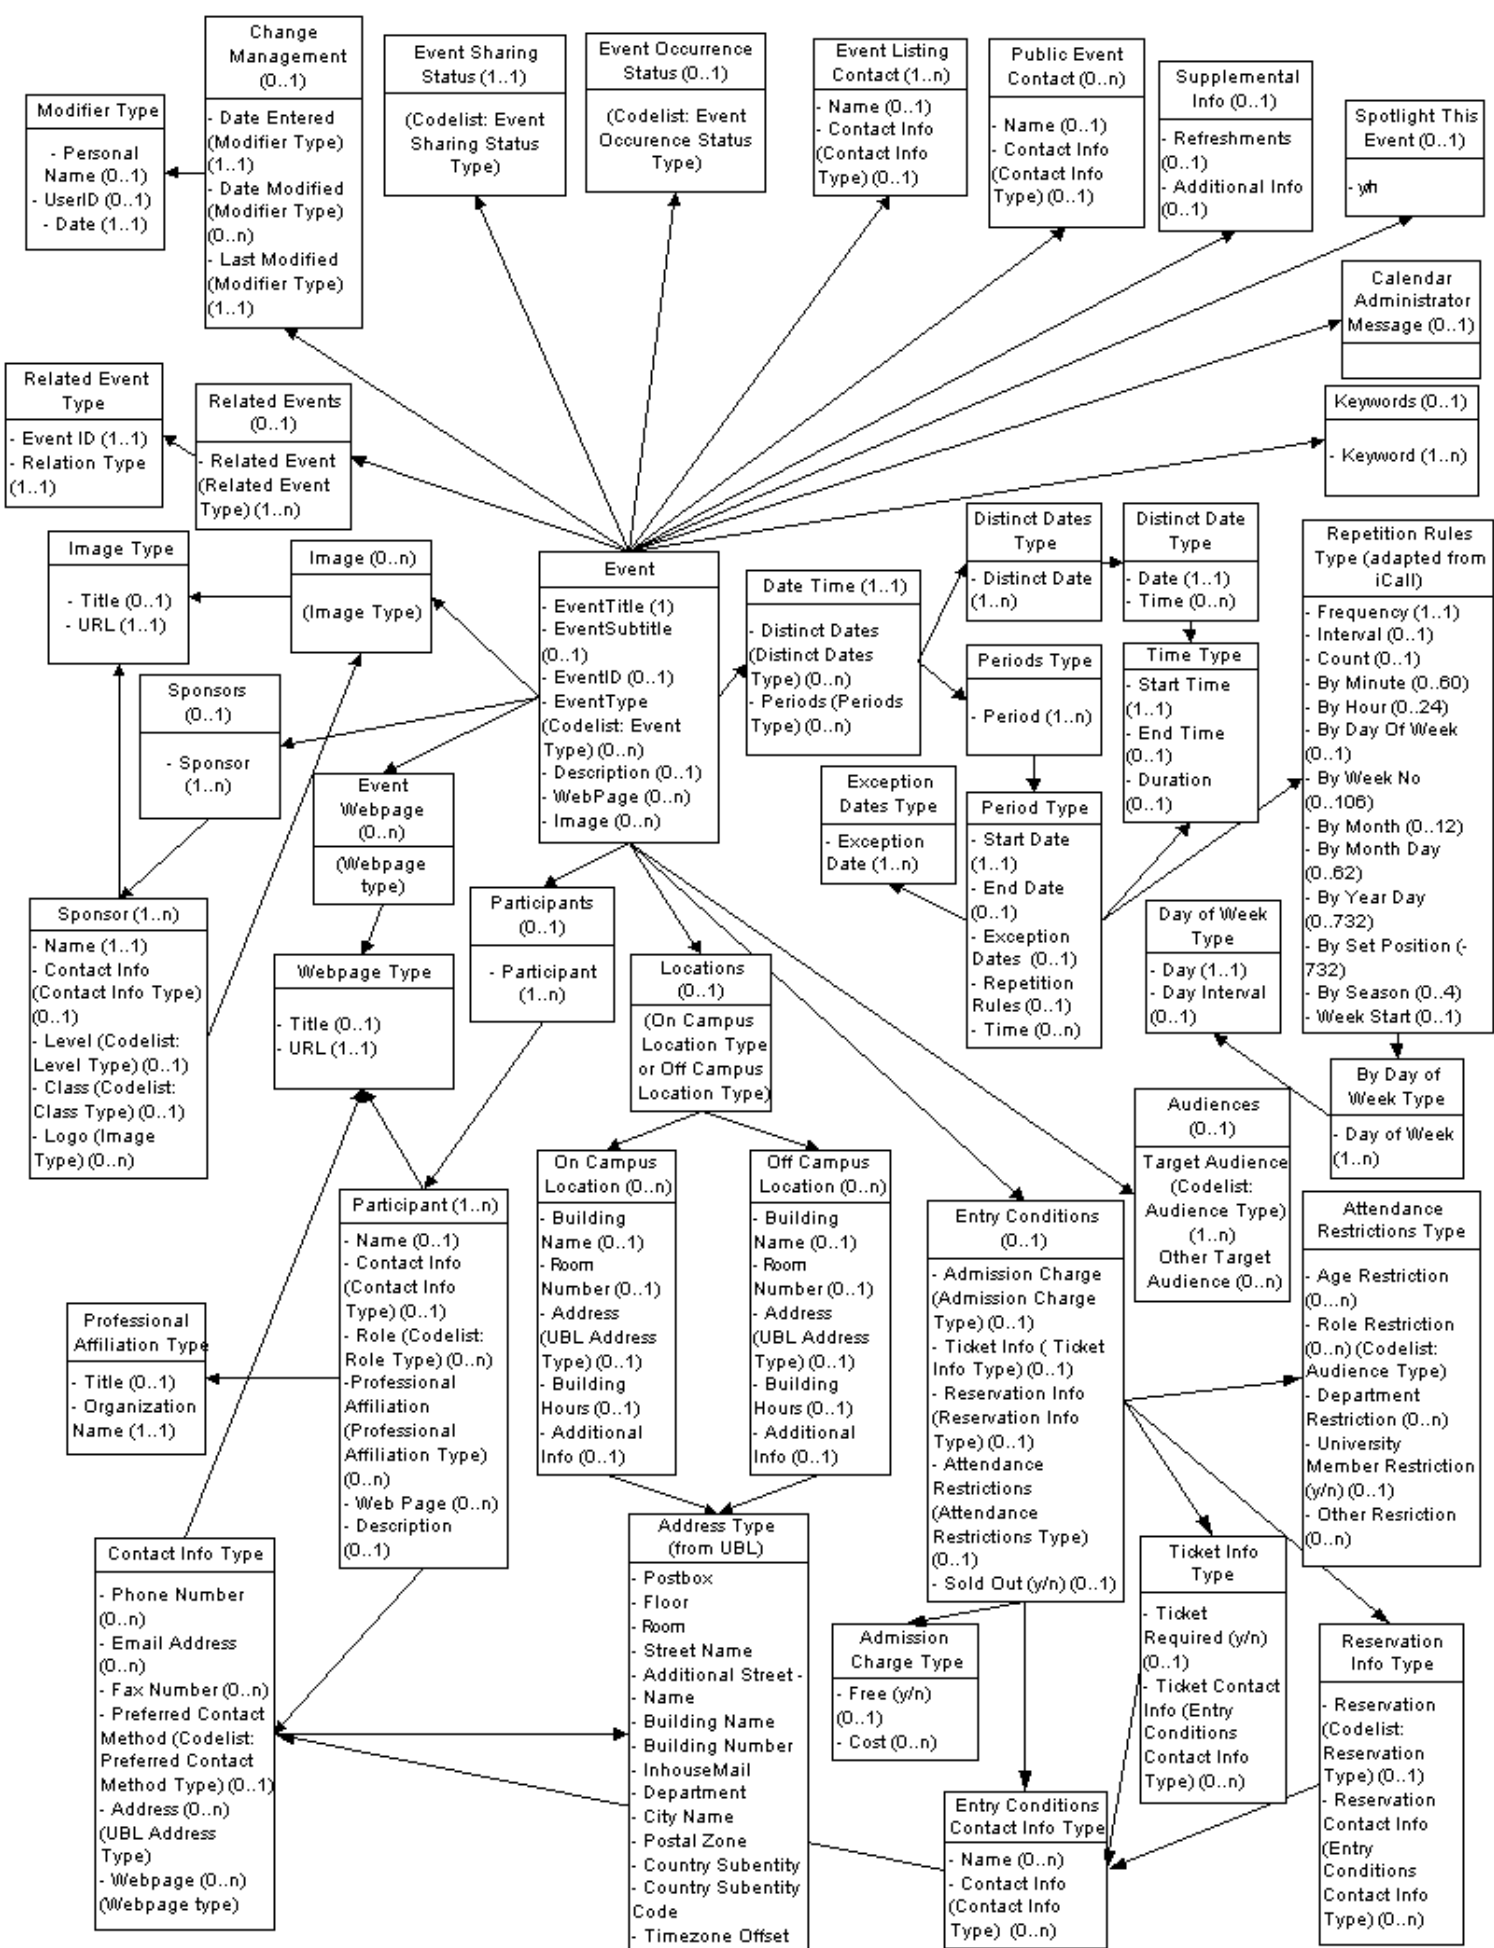 Change
Management
(0..1)
- Date Entered
(Modifier Type)
(1..1)
- Date Modified
(Modifier Type)
(0..n)
- Last Modified
(Modifier Type)
(1..1)
Event Sharing
Status (1..1)
(Codelist: Event
Sharing Status
Type)
Event Occurrence
Status (0..1)
(Codelist: Event
Occurence Status
Type)
Event Listing
Contact (1..n)
- Name (0..1)
- Contact Info
(Contact Info
Type) (0..1)
Public Event
Contact (0..n)
- Name (0..1)
- Contact Info
(Contact Info
Type) (0..1)
Supplemental
Info (0..1)
- Refreshments
(0..1)
- Additional Info
(0..1)
Spotlight This
Event (0..1)
- y/n
Modifier Type
- Personal
Name (0..1)
- UserID (0..1)
- Date (1..1)
Calendar
Administrator
Message (0..1)
Related Event
Type
- Event ID (1..1)
- Relation Type
(1..1)
Related Events
(0..1)
- Related Event
(Related Event
Type) (1..n)
Keywords (0..1)
- Keyword (1..n)
Image Type
- Title (0..1)
- URL (1..1)
Image (0..n)
(Image Type)
Event
- EventTitle (1)
- EventSubtitle
(0..1)
- EventID (0..1)
- EventType
(Codelist: Event
Type) (0..n)
- Description (0..1)
- WebPage (0..n)
- Image (0..n)
Date Time (1..1)
- Distinct Dates
(Distinct Dates
Type) (0..n)
- Periods (Periods
Type) (0..n)
Distinct Dates
Type
- Distinct Date
(1..n)
Distinct Date
Type
- Date (1..1)
- Time (0..n)
Repetition Rules
Type (adapted from
iCall)
- Frequency (1..1)
- Interval (0..1)
- Count (0..1)
- By Minute (0..60)
- By Hour (0..24)
- By Day Of Week
(0..1)
- By Week No
(0..106)
- By Month (0..12)
- By Month Day
(0..62)
- By Year Day
(0..732)
- By Set Position (-
732)
- By Season (0..4)
- Week Start (0..1)
Periods Type
- Period (1..n)
Time Type
- Start Time
(1..1)
- End Time
(0..1)
- Duration
(0..1)
Sponsors
(0..1)
- Sponsor
(1..n)
Event
Webpage
(0..n)
(Webpage
type)
Exception
Dates Type
- Exception
Date (1..n)
Period Type
- Start Date
(1..1)
- End Date
(0..1)
- Exception
Dates (0..1)
- Repetition
Rules (0..1)
- Time (0..n)
Sponsor (1..n)
- Name (1..1)
- Contact Info
(Contact Info Type)
(0..1)
- Level (Codelist:
Level Type) (0..1)
- Class (Codelist:
Class Type) (0..1)
- Logo (Image
Type) (0..n)
Participants
(0..1)
- Participant
(1..n)
Day of Week
Type
- Day (1..1)
- Day Interval
(0..1)
Webpage Type
- Title (0..1)
- URL (1..1)
Locations
(0..1)
(On Campus
Location Type
or Off Campus
Location Type)
By Day of
Week Type
- Day of Week
(1..n)
Audiences
(0..1)
Target Audience
(Codelist:
Audience Type)
(1..n)
Other Target
Audience (0..n)
On Campus
Location (0..n)
- Building
Name (0..1)
- Room
Number (0..1)
- Address
(UBL Address
Type) (0..1)
- Building
Hours (0..1)
- Additional
Info (0..1)
Off Campus
Location (0..n)
- Building
Name (0..1)
- Room
Number (0..1)
- Address
(UBL Address
Type) (0..1)
- Building
Hours (0..1)
- Additional
Info (0..1)
Participant (1..n)
- Name (0..1)
- Contact Info
(Contact Info
Type) (0..1)
- Role (Codelist:
Role Type) (0..n)
-Professional
Affiliation
(Professional
Affiliation Type)
(0..n)
- Web Page (0..n)
- Description
(0..1)
Entry Conditions
(0..1)
- Admission Charge
(Admission Charge
Type) (0..1)
- Ticket Info ( Ticket
Info Type) (0..1)
- Reservation Info
(Reservation Info
Type) (0..1)
- Attendance
Restrictions
(Attendance
Restrictions Type)
(0..1)
- Sold Out (y/n) (0..1)
Attendance
Restrictions Type
- Age Restriction
(0...n)
- Role Restriction
(0..n) (Codelist:
Audience Type)
- Department
Restriction (0..n)
- University
Member Restriction
(y/n) (0..1)
- Other Resriction
(0..n)
Professional
Affiliation Type
- Title (0..1)
- Organization
Name (1..1)
Contact Info Type
- Phone Number
(0..n)
- Email Address
(0..n)
- Fax Number (0..n)
- Preferred Contact
Method (Codelist:
Preferred Contact
Method Type) (0..1)
- Address (0..n)
(UBL Address
Type)
- Webpage (0..n)
(Webpage type)
Address Type
(from UBL)
- Postbox
- Floor
- Room
- Street Name
- Additional Street -
- Name
- Building Name
- Building Number
- InhouseMail
- Department
- City Name
- Postal Zone
- Country Subentity
- Country Subentity
Code
- Timezone Offset
Admission
Charge Type
- Free (y/n)
(0..1)
- Cost (0..n)
Ticket Info
Type
- Ticket
Required (y/n)
(0..1)
- Ticket Contact
Info (Entry
Conditions
Contact Info
Type) (0..n)
Reservation
Info Type
- Reservation
(Codelist:
Reservation
Type) (0..1)
- Reservation
Contact Info
(Entry
Conditions
Contact Info
Type) (0..n)
Entry Conditions
Contact Info Type
- Name (0..n)
- Contact Info
(Contact Info
Type) (0..n)